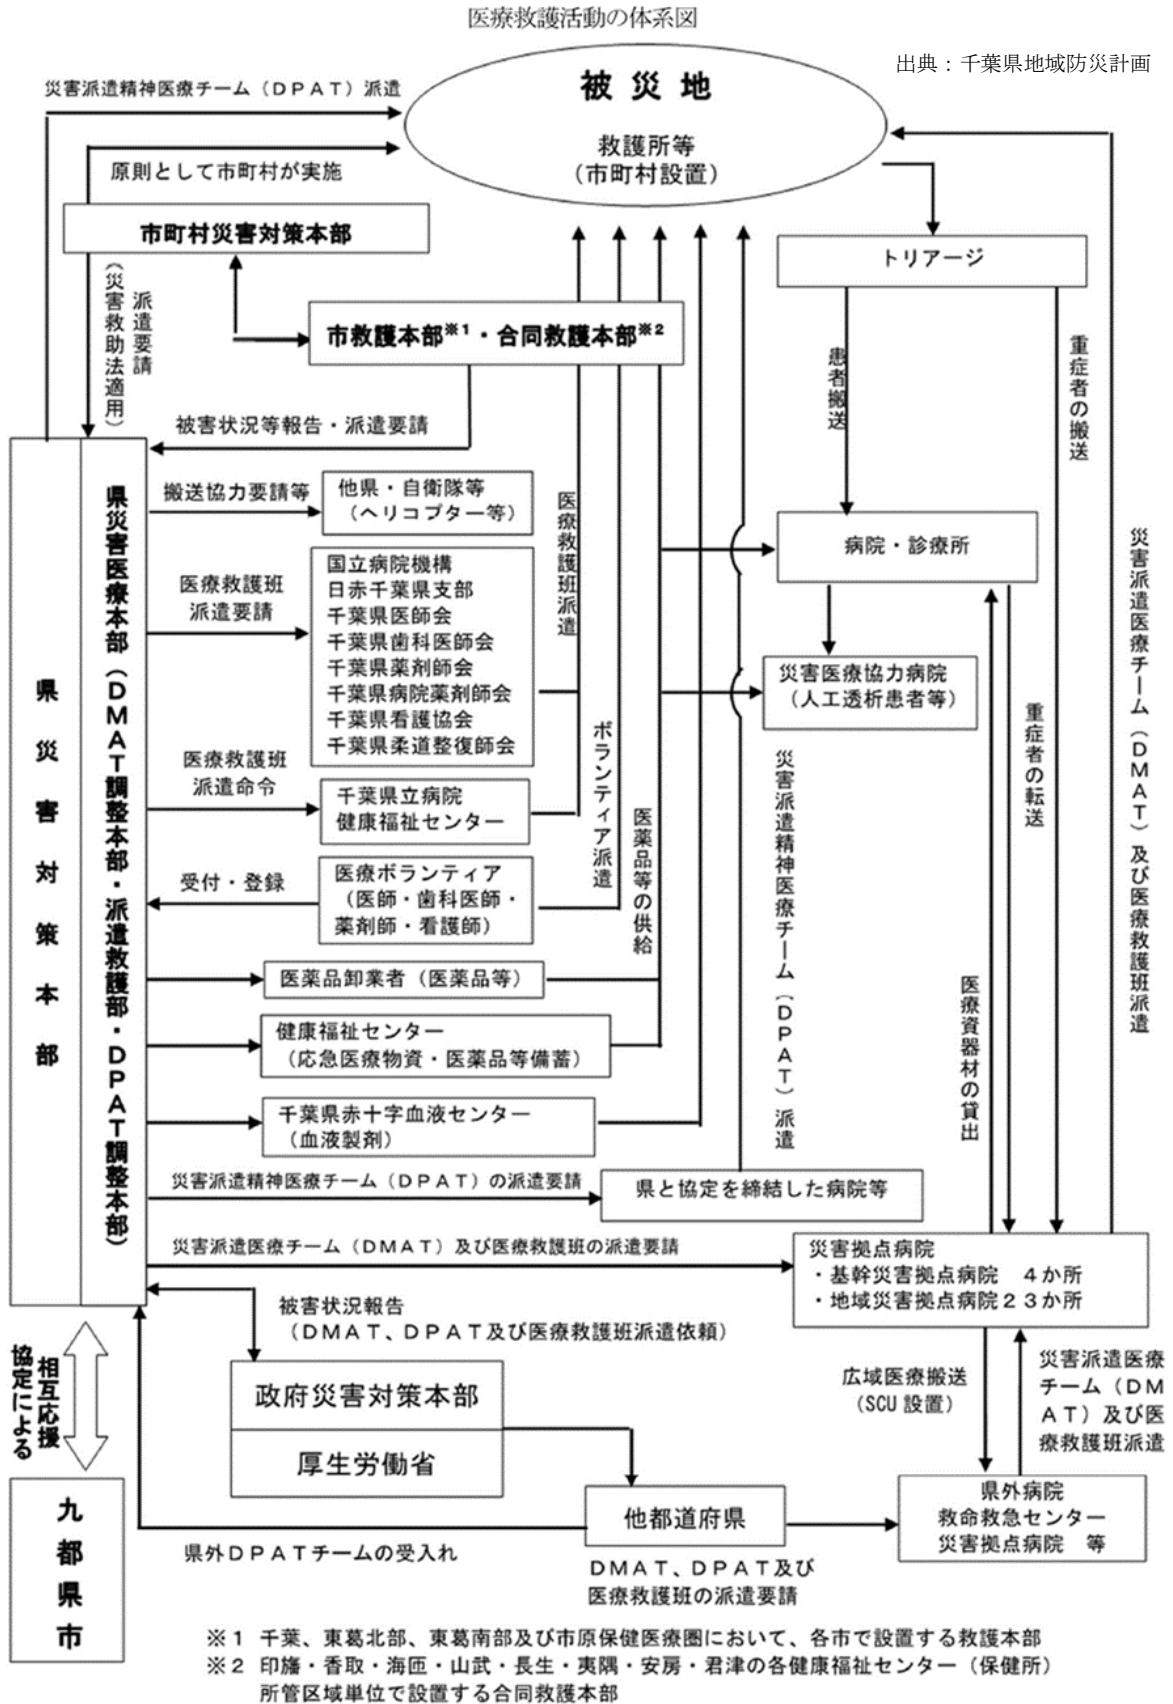 医療救護活動の体系図
出典：千葉県地域防災計画
被災地
救護所等
（市町村設置）
災害派遣精神医療チーム（ＤＰＡＴ）派遣
原則として市町村が実施
市町村災害対策本部
派遣要請
（災害救助法適用）
市救護本部※1・合同救護本部※2
被害状況等報告・派遣要請
トリアージ
患者搬送
重症者の搬送
県災害対策本部
県災害医療本部（ＤＭＡＴ調整本部・派遣救護部・ＤＰＡＴ調整本部）
搬送協力要請等
他県・自衛隊等
（ヘリコプター等）
医療救護班
派遣要請
国立病院機構
日赤千葉県支部
千葉県医師会
千葉県歯科医師会
千葉県薬剤師会
千葉県病院薬剤師会
千葉県看護協会
千葉県柔道整復師会
医療救護班派遣
医療救護班
派遣命令
千葉県立病院
健康福祉センター
受付・登録
医療ボランティア
（医師・歯科医師・
薬剤師・看護師）
ボランティア派遣
医薬品等の供給
医薬品卸業者（医薬品等）
健康福祉センター
（応急医療物資・医薬品等備蓄）
千葉県赤十字血液センター
（血液製剤）
病院・診療所
災害医療協力病院
（人工透析患者等）
災害派遣精神医療チーム（ＤＰＡＴ）派遣
重症者の転送
医療資器材の貸出
災害派遣医療チーム（ＤＭＡＴ）及び医療救護班派遣
災害派遣精神医療チーム（ＤＰＡＴ）の派遣要請
県と協定を締結した病院等
災害派遣医療チーム（ＤＭＡＴ）及び医療救護班の派遣要請
災害拠点病院
・基幹災害拠点病院　４か所
・地域災害拠点病院２３か所
被害状況報告
（ＤＭＡＴ、ＤＰＡＴ及び医療救護班派遣依頼）
政府災害対策本部
厚生労働省
相互応援
協定による
九都県市
広域医療搬送
（SCU 設置）
災害派遣医療
チーム（ＤＭ
ＡＴ）及び医
療救護班派遣
他都道府県
県外病院
救命救急センター
災害拠点病院　等
県外ＤＰＡＴチームの受入れ
ＤＭＡＴ、ＤＰＡＴ及び
医療救護班の派遣要請
※１　千葉、東葛北部、東葛南部及び市原保健医療圏において、各市で設置する救護本部
※２　印旛・香取・海匝・山武・長生・夷隅・安房・君津の各健康福祉センター（保健所）
所管区域単位で設置する合同救護本部